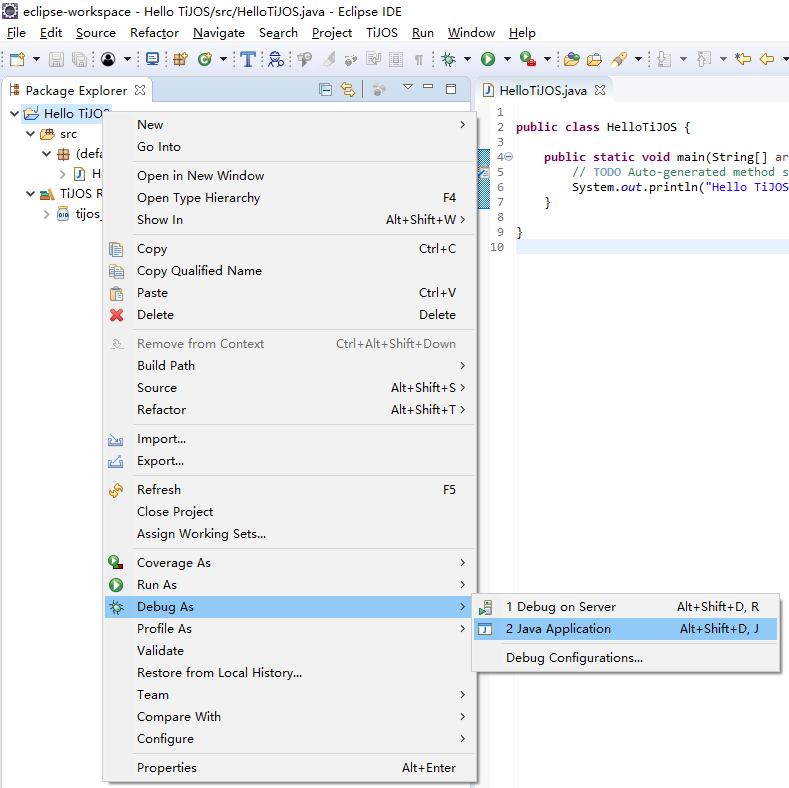 eclipse-workspace - Hello TiJOS/src/HelloTiJOS.java - Eclipse IDE
File Edit Source Refactor Navigate Search Project TiJOS Run Window Help
Package Explorer
HelloTiJOS.java
Hello TiJOS
src
(defa
H
TiJOS R
tijos_
New
Go Into
Open in New Window
Open Type Hierarchy F4
Show In Alt+Shift+W
Copy Ctrl+C
Copy Qualified Name
Paste Ctrl+V
Delete Delete
Remove from Context Ctrl+Alt+Shift+Down
Build Path
Source Alt+Shift+S
Refactor Alt+Shift+T
Import...
Export...
Refresh F5
Close Project
Assign Working Sets...
Coverage As
Run As
Debug As
Profile As
Validate
Restore from Local History...
Team
Compare With
Configure
Properties Alt+Enter
1 Debug on Server Alt+Shift+D, R
2 Java Application Alt+Shift+D, J
Debug Configurations...
1
2 public class HelloTiJOS {
3
4 public static void main(String[] ar
5 // TODO Auto-generated method s
6 System.out.println("Hello TiJOS
7 }
8
9 }
10